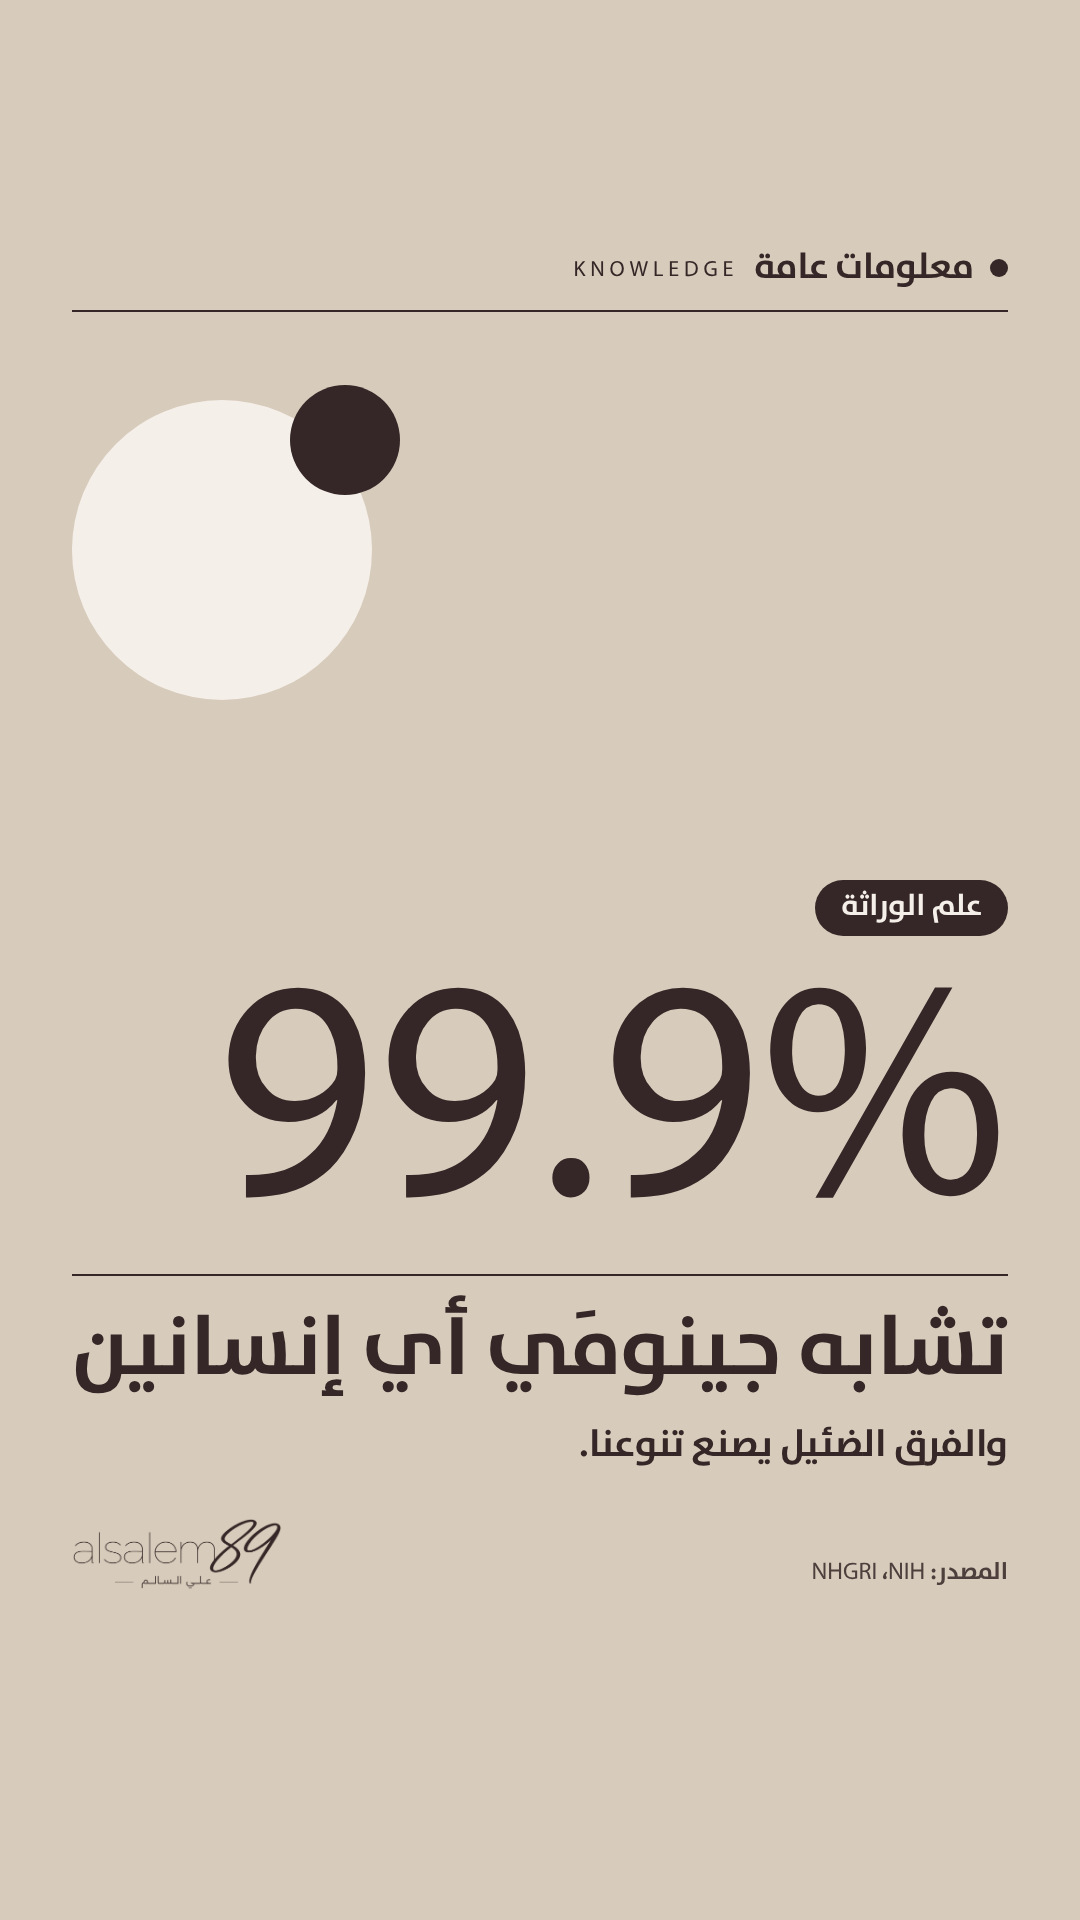 معلومات عامة KNOWLEDGE
علم الوراثة
99.9%
تشابه جينومَي أي إنسانين
والفرق الضئيل يصنع تنوعنا.
المصدر: NHGRI ،NIH
alsalem89
علي السالم